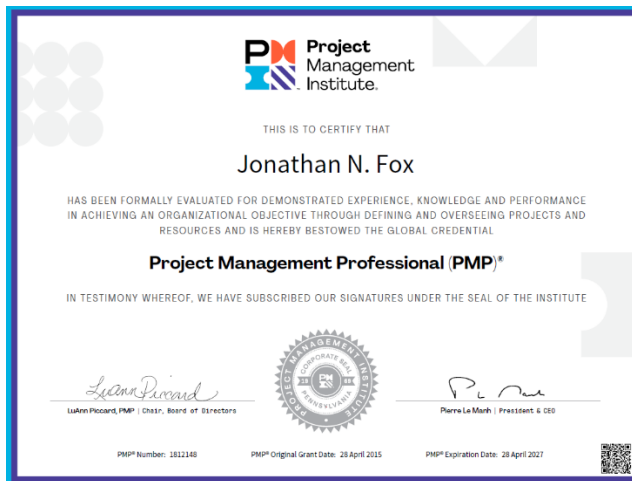 Project
Management
Institute.
THIS IS TO CERTIFY THAT
Jonathan N. Fox
HAS BEEN FORMALLY EVALUATED FOR DEMONSTRATED EXPERIENCE, KNOWLEDGE AND PERFORMANCE
IN ACHIEVING AN ORGANIZATIONAL OBJECTIVE THROUGH DEFINING AND OVERSEEING PROJECTS AND
RESOURCES AND IS HEREBY BESTOWED THE GLOBAL CREDENTIAL
Project Management Professional (PMP)®
IN TESTIMONY WHEREOF, WE HAVE SUBSCRIBED OUR SIGNATURES UNDER THE SEAL OF THE INSTITUTE
PROJECT MANAGEMENT INSTITUTE
CORPORATE SEAL
PENNSYLVANIA
LuAnn Piccard
LuAnn Piccard, PMP | Chair, Board of Directors
Pierre Le Manh | President & CEO
PMP® Number: 1812148 PMP® Original Grant Date: 28 April 2015 PMP® Expiration Date: 28 April 2027